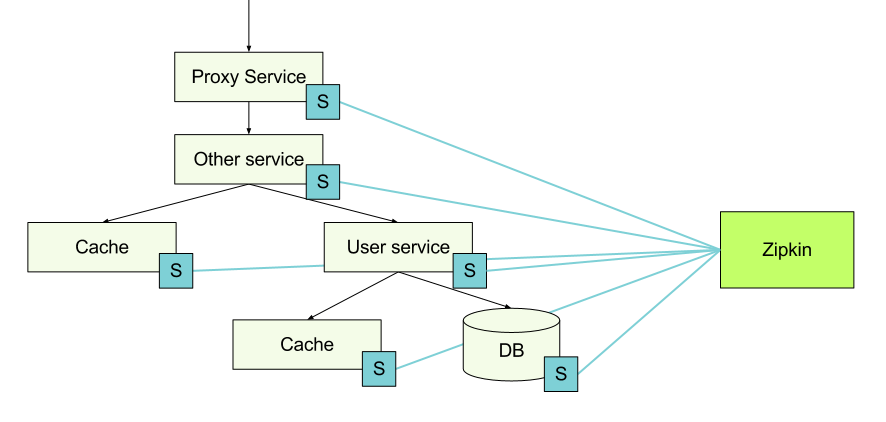 Proxy Service
S
Other service
S
Cache
S
User service
S
Zipkin
Cache
S
DB
S